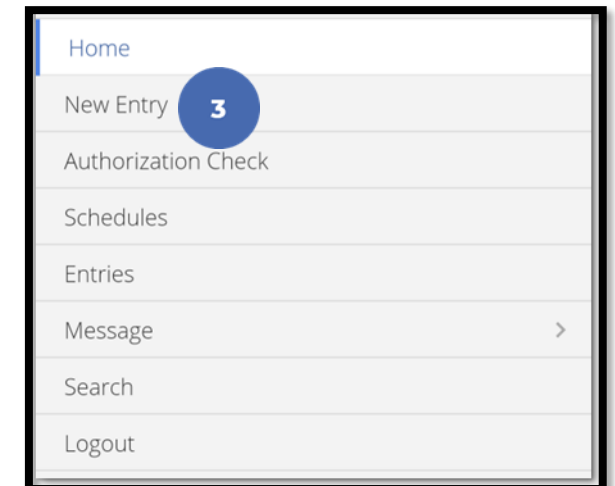 Home
New Entry 3
Authorization Check
Schedules
Entries
Message
Search
Logout